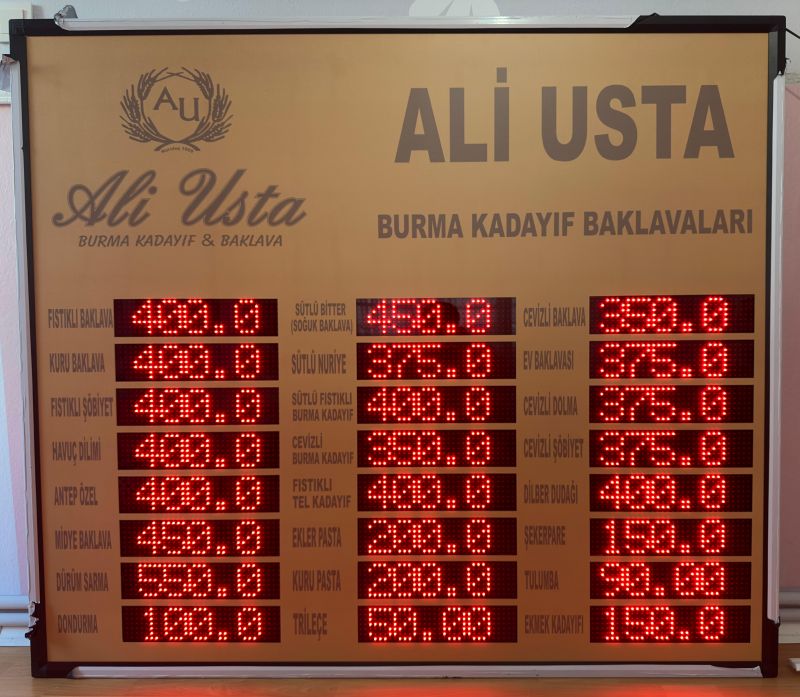 AU
ALİ USTA
Ali Usta
BURMA KADAYIF & BAKLAVA
BURMA KADAYIF BAKLAVALARI
FISTIKLI BAKLAVA 400.0
KURU BAKLAVA 400.0
FISTIKLI ŞÖBİYET 400.0
HAVUÇ DİLİMİ 400.0
ANTEP ÖZEL 400.0
MİDYE BAKLAVA 450.0
DÜRÜM SARMA 550.0
DONDURMA 100.0
SÜTLÜ BİTTER
(SOĞUK BAKLAVA) 450.0
SÜTLÜ NURİYE 375.0
SÜTLÜ FISTIKLI
BURMA KADAYIF 400.0
CEVİZLİ
BURMA KADAYIF 350.0
FISTIKLI
TEL KADAYIF 400.0
EKLER PASTA 200.0
KURU PASTA 200.0
TRİLEÇE 50.00
CEVİZLİ BAKLAVA 350.0
EV BAKLAVASI 375.0
CEVİZLİ DOLMA 375.0
CEVİZLİ ŞÖBİYET 375.0
DİLBER DUDAĞI 400.0
ŞEKERPARE 150.0
TULUMBA 90.00
EKMEK KADAYIFI 150.0